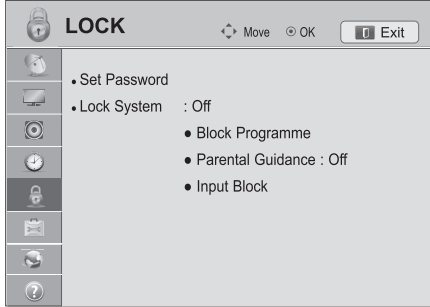 LOCK
Move OK Exit
• Set Password
• Lock System : Off
● Block Programme
● Parental Guidance : Off
● Input Block